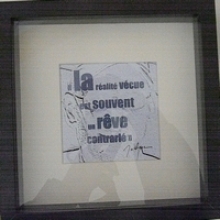 « la réalité vécue
est souvent
un rêve
contrarié »